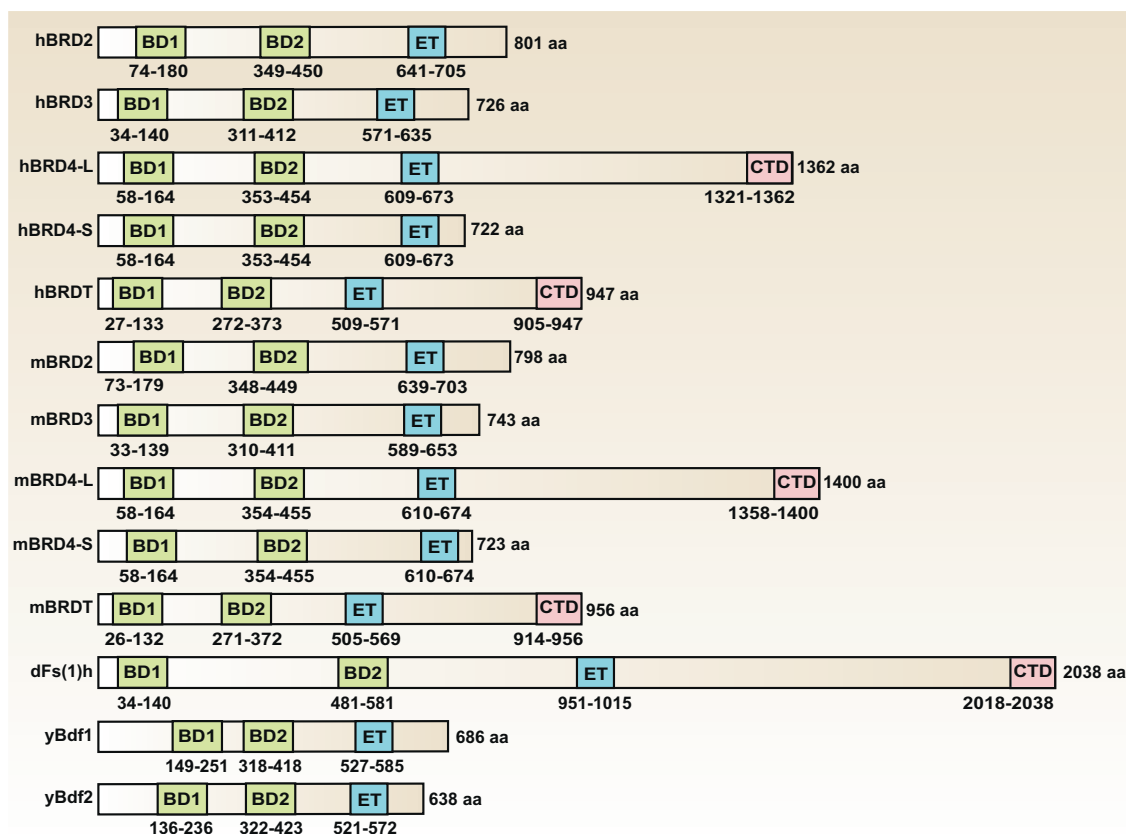 hBRD2 BD1 BD2 ET 801 aa
74-180 349-450 641-705
hBRD3 BD1 BD2 ET 726 aa
34-140 311-412 571-635
hBRD4-L BD1 BD2 ET CTD 1362 aa
58-164 353-454 609-673 1321-1362
hBRD4-S BD1 BD2 ET 722 aa
58-164 353-454 609-673
hBRDT BD1 BD2 ET CTD 947 aa
27-133 272-373 509-571 905-947
mBRD2 BD1 BD2 ET 798 aa
73-179 348-449 639-703
mBRD3 BD1 BD2 ET 743 aa
33-139 310-411 589-653
mBRD4-L BD1 BD2 ET CTD 1400 aa
58-164 354-455 610-674 1358-1400
mBRD4-S BD1 BD2 ET 723 aa
58-164 354-455 610-674
mBRDT BD1 BD2 ET CTD 956 aa
26-132 271-372 505-569 914-956
dFs(1)h BD1 BD2 ET CTD 2038 aa
34-140 481-581 951-1015 2018-2038
yBdf1 BD1 BD2 ET 686 aa
149-251 318-418 527-585
yBdf2 BD1 BD2 ET 638 aa
136-236 322-423 521-572